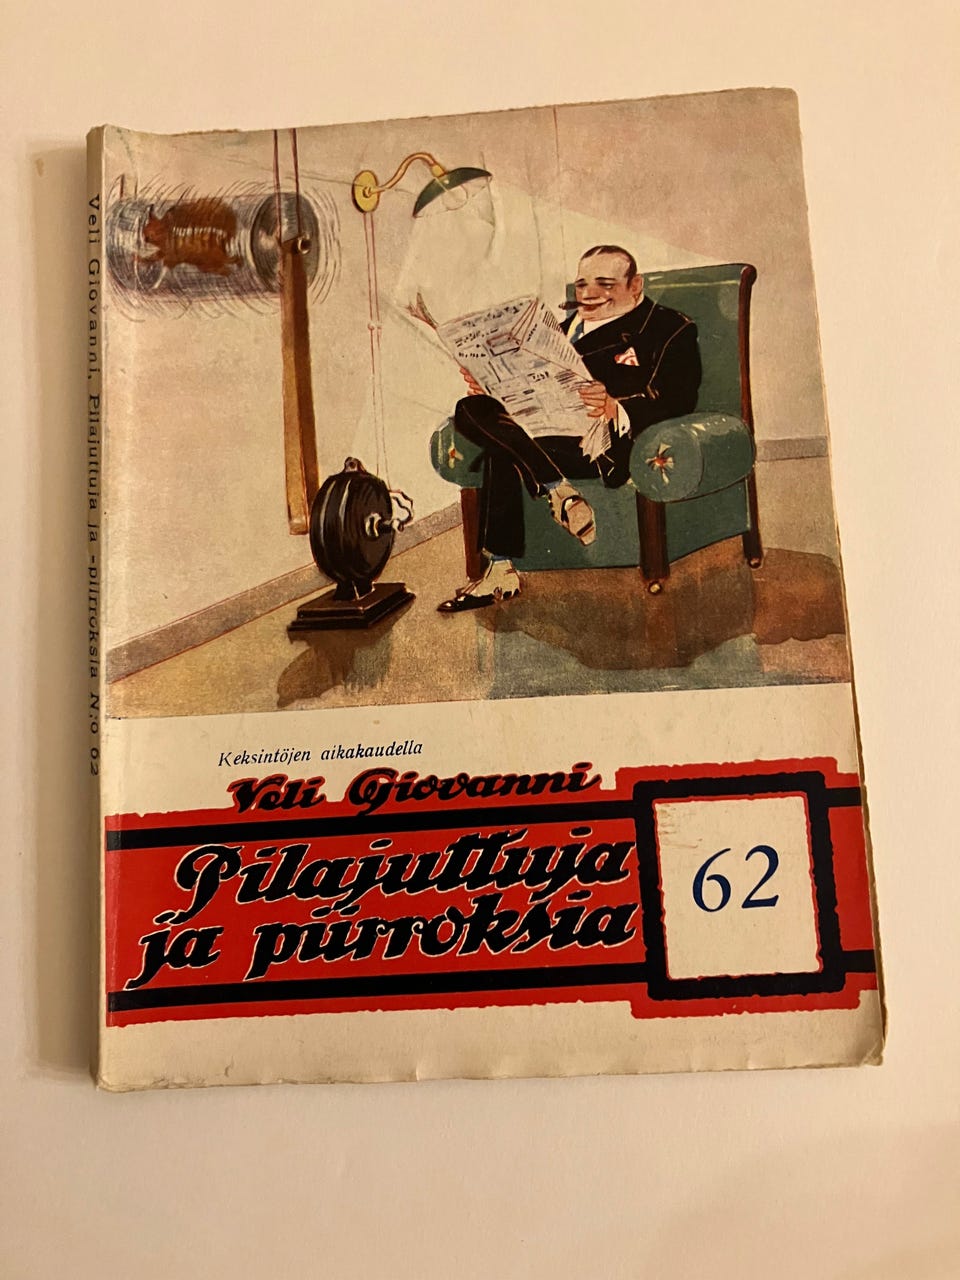 Veli Giovanni, Pilajuttuja ja -piirroksia N:o 62
Keksintöjen aikakaudella
Veli Giovanni
Pilajuttuja
ja piirroksia
62